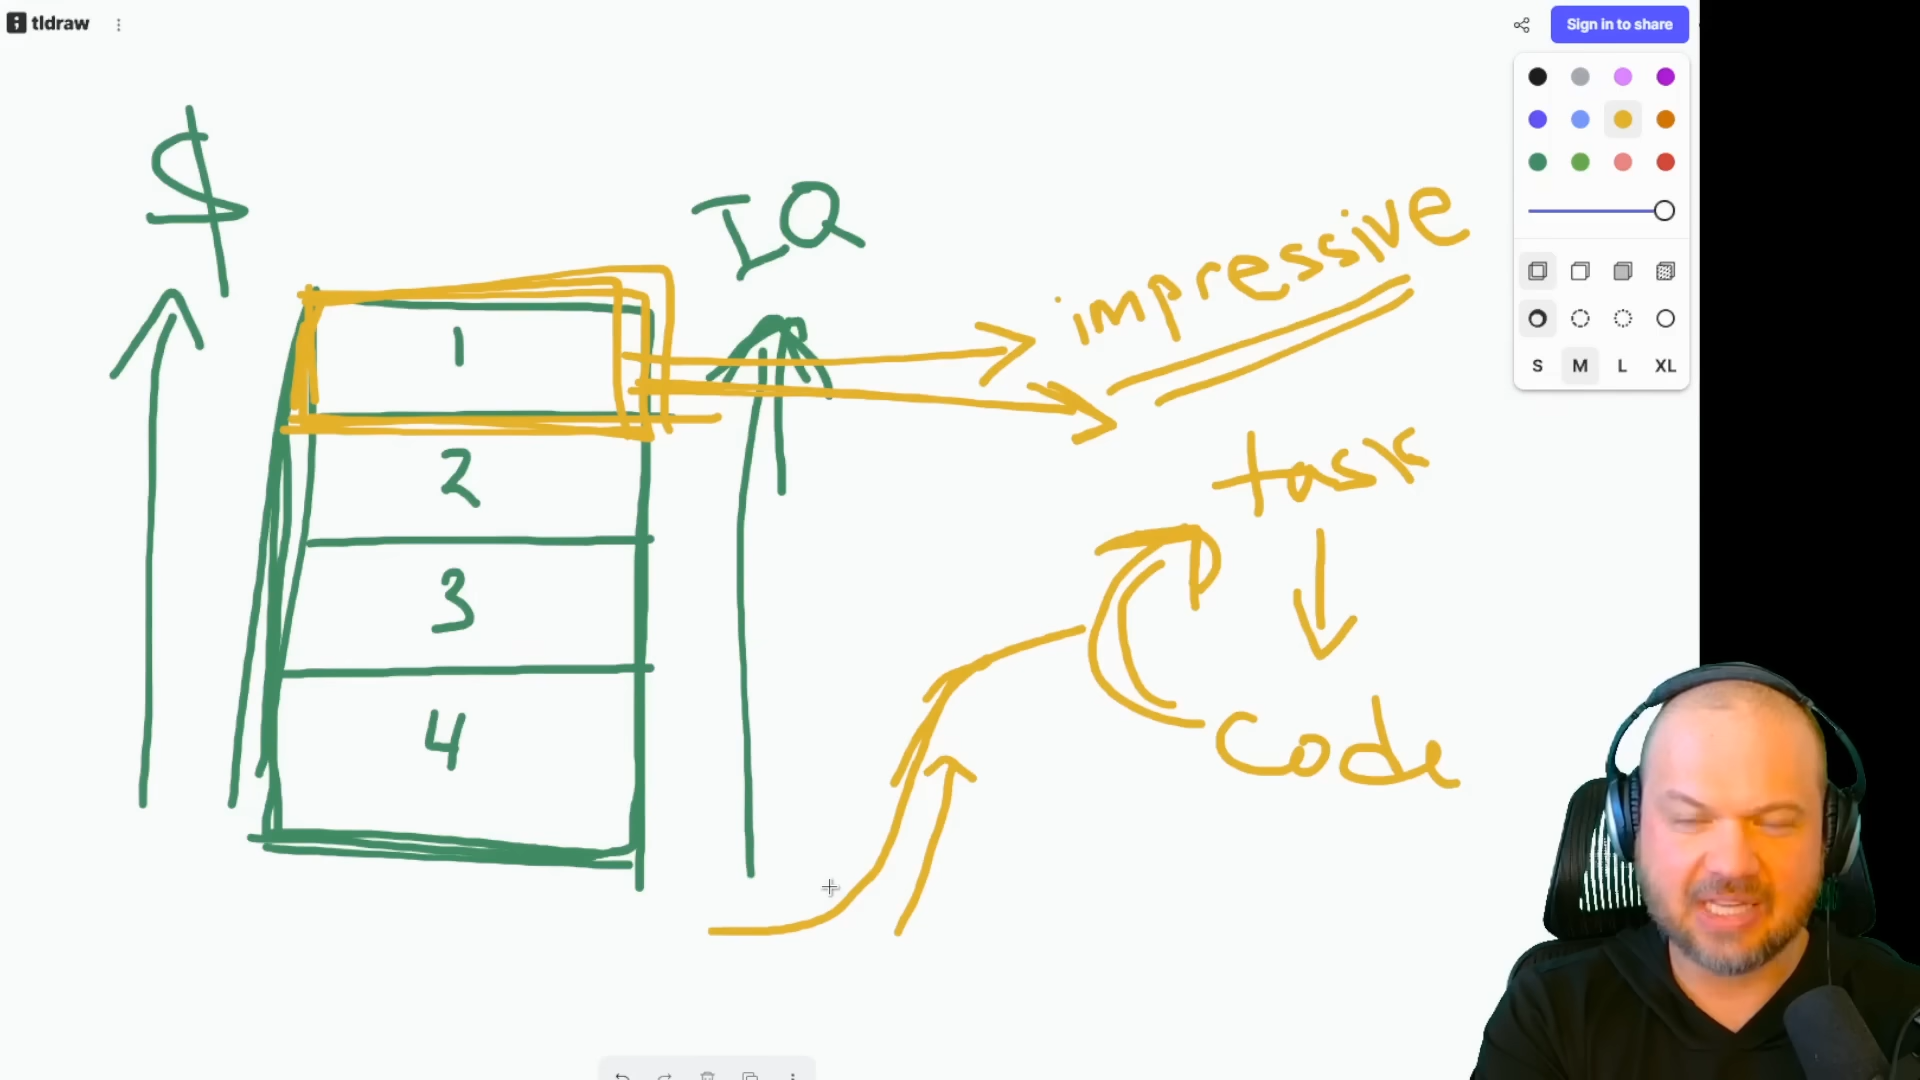 tldraw
Sign in to share
$
IQ
impressive
1
task
2
3
code
4
S M L XL